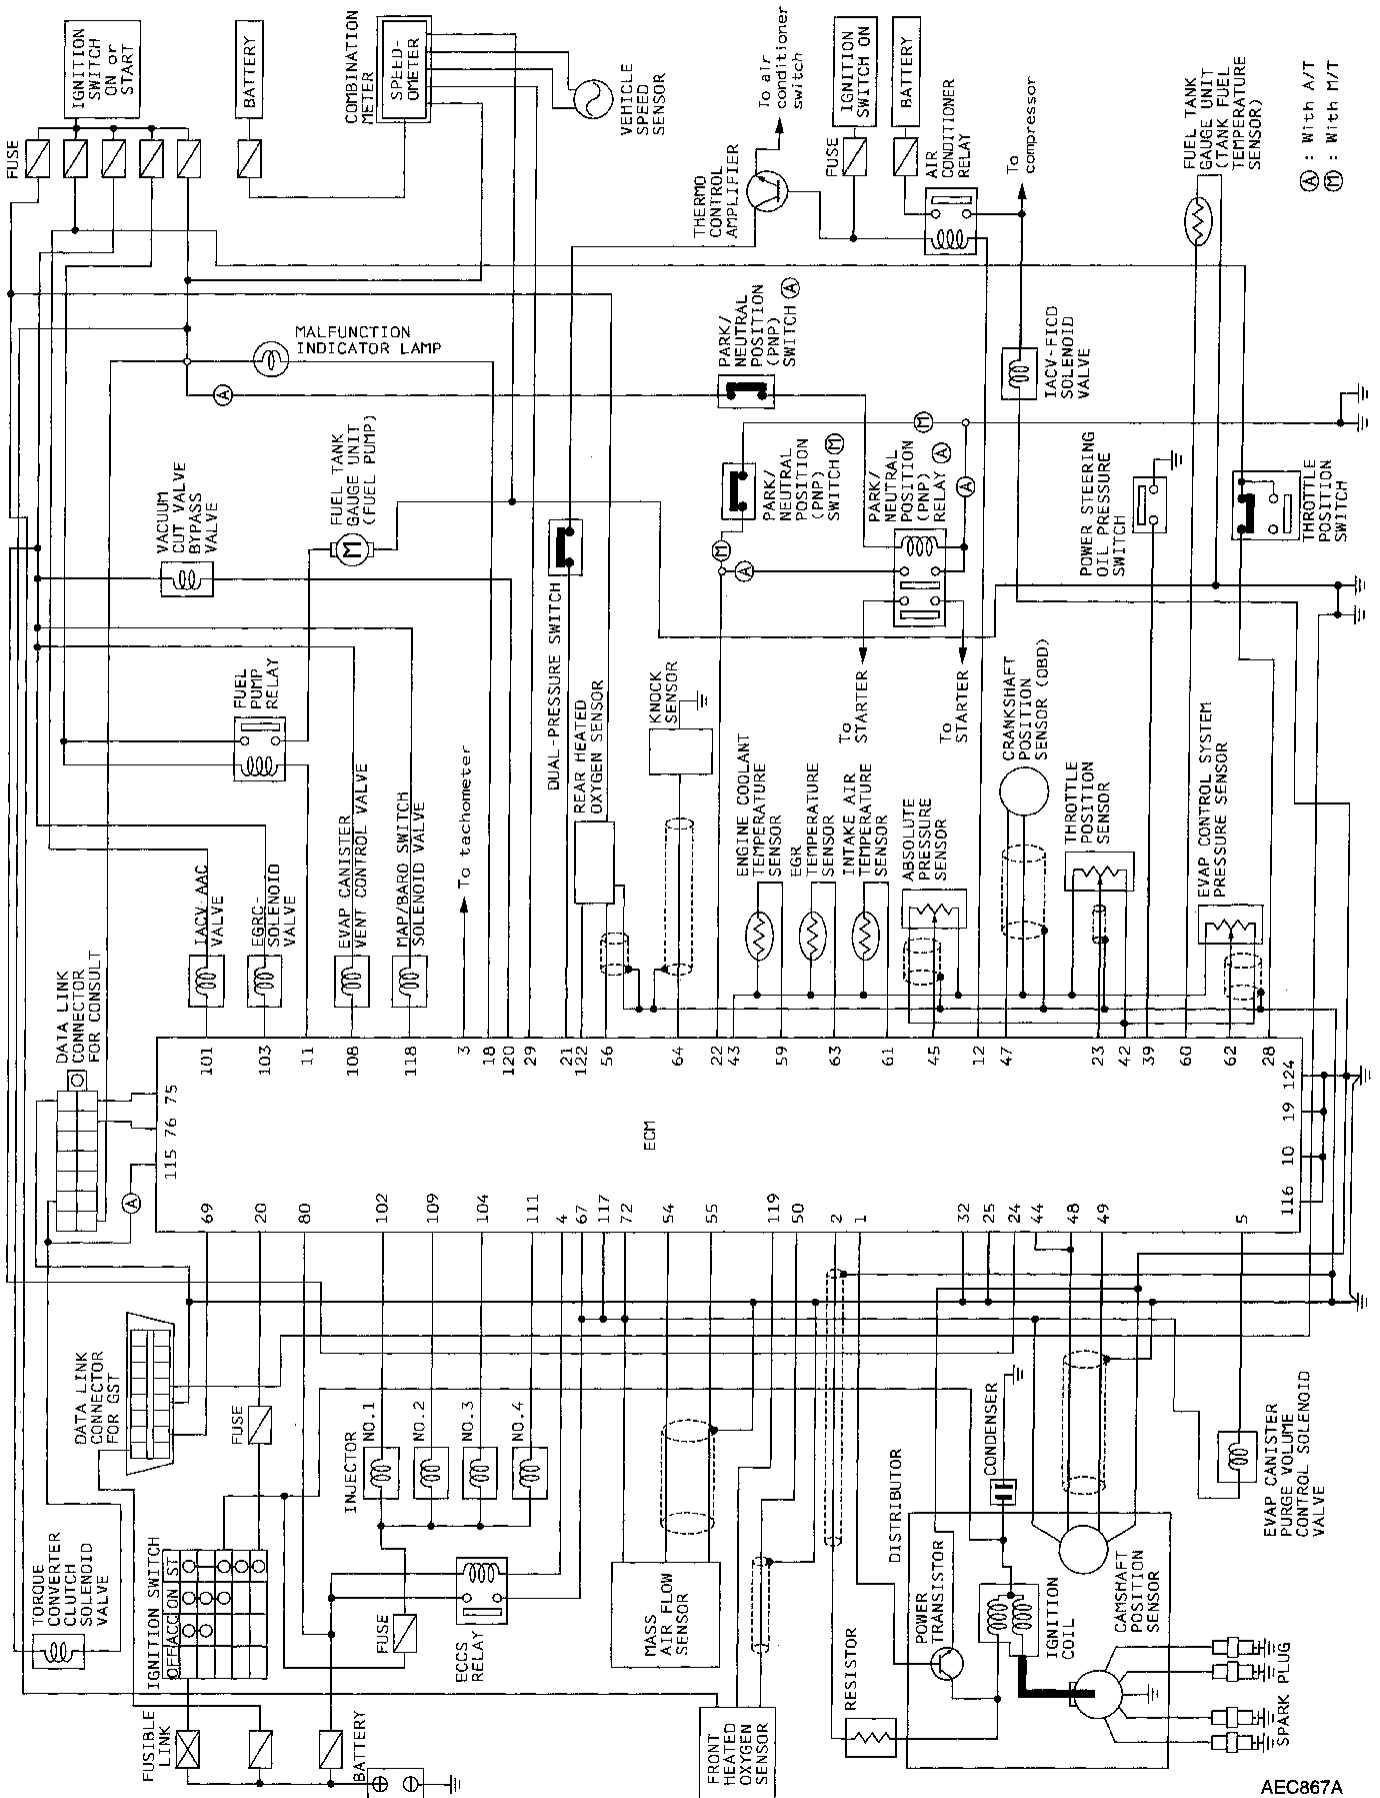 IGNITION
SWITCH
ON or
START
FUSE
BATTERY
COMBINATION
METER
SPEED-
OMETER
VEHICLE
SPEED
SENSOR
To air
conditioner
switch
THERMO
CONTROL
AMPLIFIER
IGNITION
SWITCH ON
FUSE
BATTERY
AIR
CONDITIONER
RELAY
To
compressor
FUEL TANK
GAUGE UNIT
(TANK FUEL
TEMPERATURE
SENSOR)
A : With A/T
M : With M/T
MALFUNCTION
INDICATOR LAMP
A
PARK/
NEUTRAL
POSITION
(PNP)
SWITCH A
IACV-FICD
SOLENOID
VALVE
VACUUM
CUT VALVE
BYPASS
VALVE
FUEL TANK
GAUGE UNIT
(FUEL PUMP)
M
DUAL-PRESSURE SWITCH
M
PARK/
NEUTRAL
POSITION
(PNP)
SWITCH M
M
A
PARK/
NEUTRAL
POSITION
(PNP)
RELAY A
A
POWER STEERING
OIL PRESSURE
SWITCH
THROTTLE
POSITION
SWITCH
FUEL
PUMP
RELAY
To tachometer
REAR HEATED
OXYGEN SENSOR
KNOCK
SENSOR
To
STARTER
To
STARTER
CRANKSHAFT
POSITION
SENSOR (OBD)
IACV-AAC
VALVE
EGRC-
SOLENOID
VALVE
EVAP CANISTER
VENT CONTROL VALVE
MAP/BARO SWITCH
SOLENOID VALVE
ENGINE COOLANT
TEMPERATURE
SENSOR
EGR
TEMPERATURE
SENSOR
INTAKE AIR
TEMPERATURE
SENSOR
ABSOLUTE
PRESSURE
SENSOR
THROTTLE
POSITION
SENSOR
EVAP CONTROL SYSTEM
PRESSURE SENSOR
DATA LINK
CONNECTOR
FOR CONSULT
101
103
11
108
118
3
18
120
29
21
122
56
64
22
43
59
63
61
45
12
47
23
42
39
60
62
28
115
76
75
ECM
124
19
10
116
A
69
20
80
102
109
104
111
4
67
117
72
54
55
119
50
2
1
32
25
24
44
48
49
5
DATA LINK
CONNECTOR
FOR GST
FUSE
INJECTOR
NO.1
NO.2
NO.3
NO.4
DISTRIBUTOR
CONDENSER
EVAP CANISTER
PURGE VOLUME
CONTROL SOLENOID
VALVE
TORQUE
CONVERTER
CLUTCH
SOLENOID
VALVE
IGNITION SWITCH
OFF
ACC
ON
ST
FUSE
ECCS
RELAY
MASS
AIR FLOW
SENSOR
RESISTOR
POWER
TRANSISTOR
IGNITION
COIL
CAMSHAFT
POSITION
SENSOR
FUSIBLE
LINK
BATTERY
FRONT
HEATED
OXYGEN
SENSOR
SPARK PLUG
AEC867A